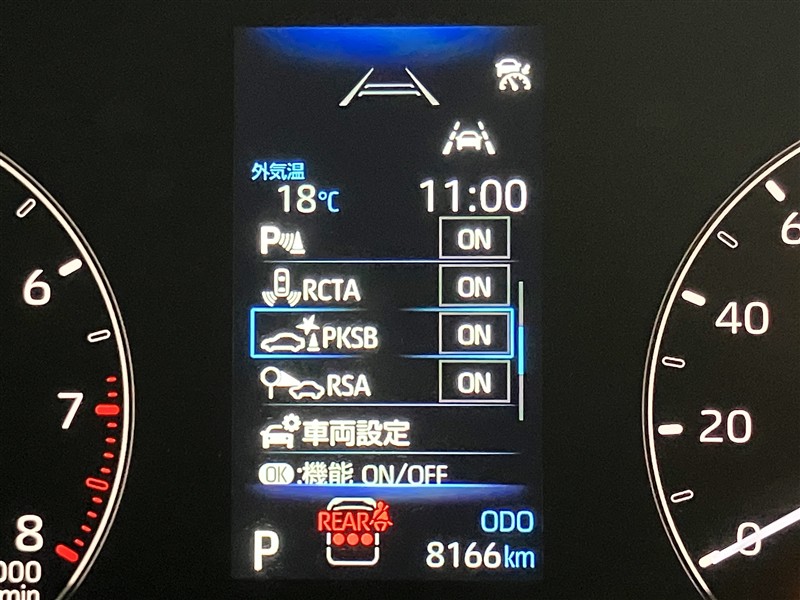 外気温
18℃ 11:00
P ON
RCTA ON
PKSB ON
RSA ON
車両設定
OK:機能 ON/OFF
REAR
P
ODO
8166km
6
7
8
000
min
6
40
20
0